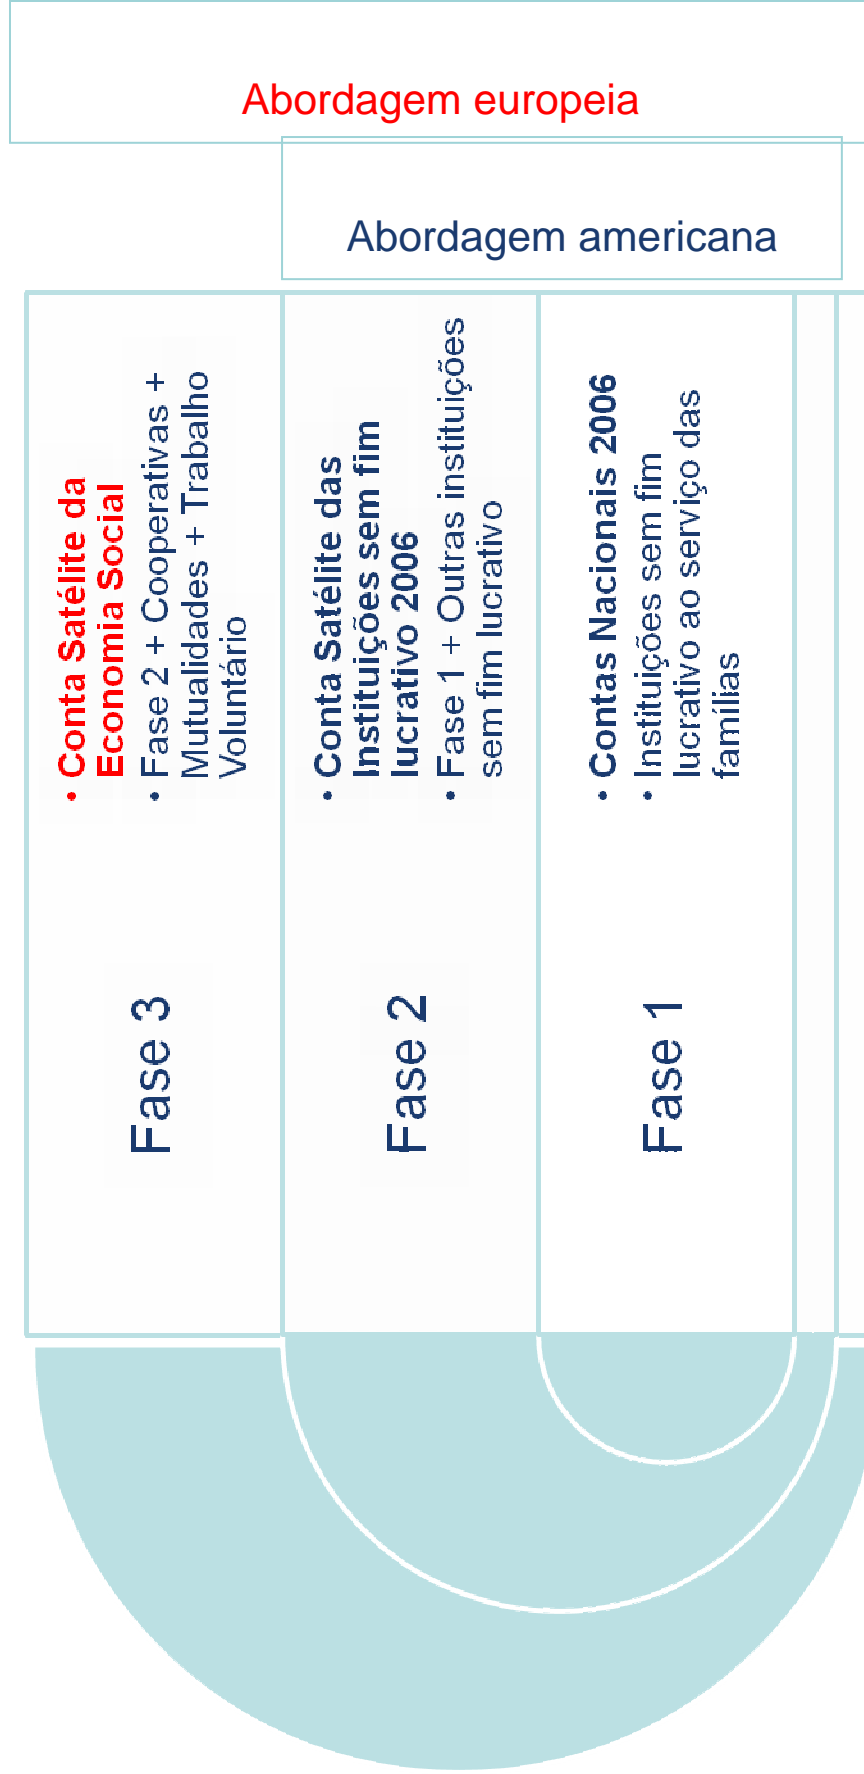 Abordagem europeia
Abordagem americana
• Conta Satélite da
Economia Social
• Fase 2 + Cooperativas +
Mutualidades + Trabalho
Voluntário
Fase 3
• Conta Satélite das
Instituições sem fim
lucrativo 2006
• Fase 1 + Outras instituições
sem fim lucrativo
Fase 2
• Contas Nacionais 2006
• Instituições sem fim
lucrativo ao serviço das
famílias
Fase 1